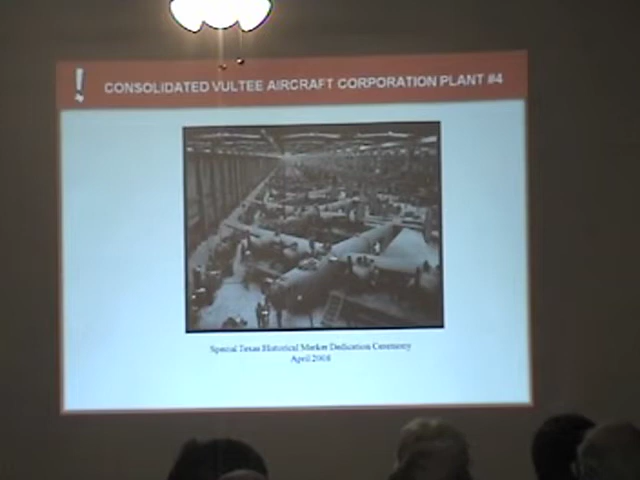 CONSOLIDATED VULTEE AIRCRAFT CORPORATION PLANT #4
Special Texas Historical Marker Dedication Ceremony
April 2008